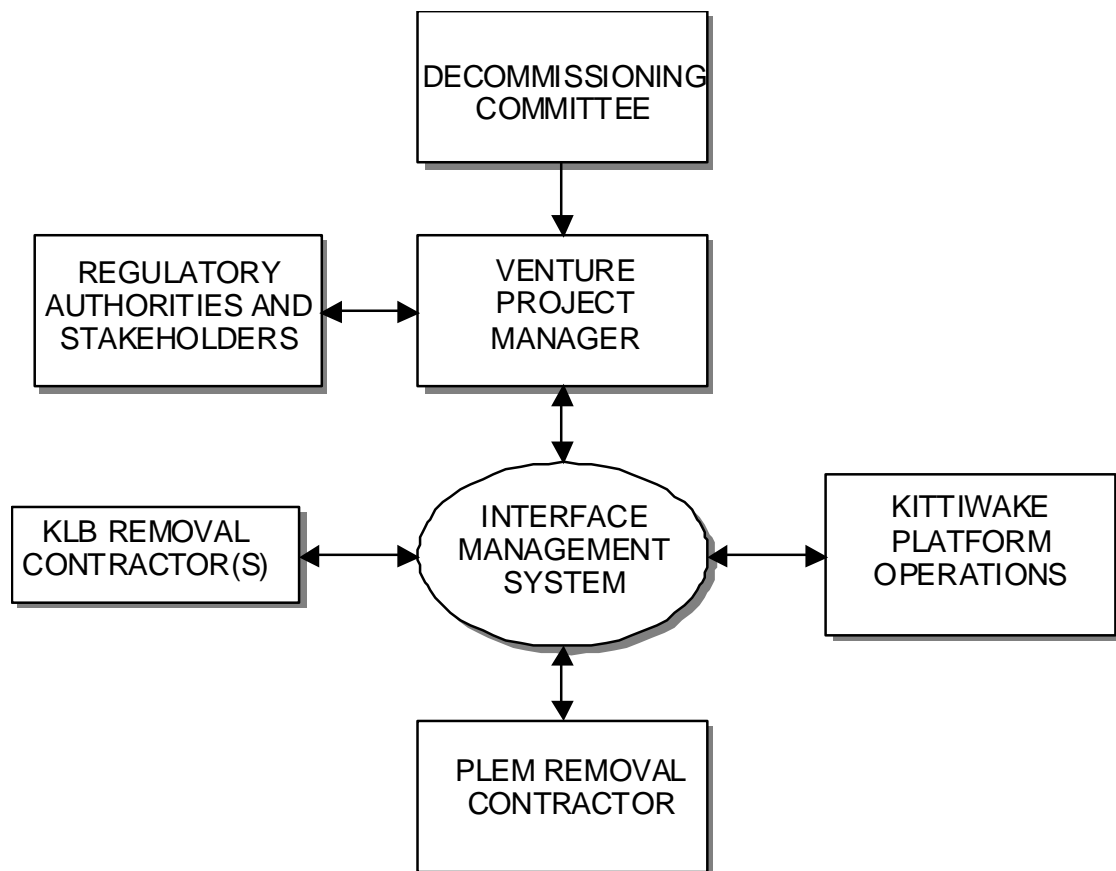 DECOMMISSIONING
COMMITTEE
REGULATORY
AUTHORITIES AND
STAKEHOLDERS
VENTURE
PROJECT
MANAGER
KLB REMOVAL
CONTRACTOR(S)
INTERFACE
MANAGEMENT
SYSTEM
KITTIWAKE
PLATFORM
OPERATIONS
PLEM REMOVAL
CONTRACTOR